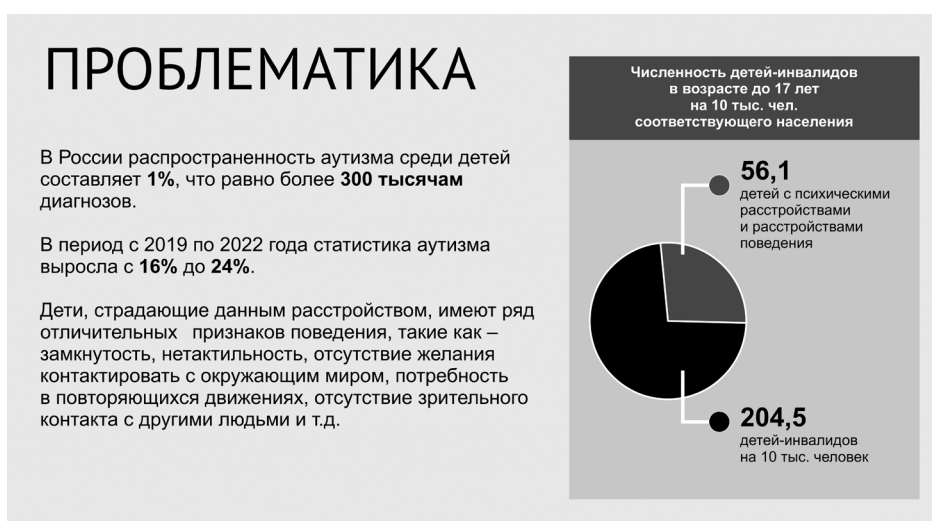 ПРОБЛЕМАТИКА
В России распространенность аутизма среди детей
составляет 1%, что равно более 300 тысячам
диагнозов.
В период с 2019 по 2022 года статистика аутизма
выросла с 16% до 24%.
Дети, страдающие данным расстройством, имеют ряд
отличительных признаков поведения, такие как –
замкнутость, нетактильность, отсутствие желания
контактировать с окружающим миром, потребность
в повторяющихся движениях, отсутствие зрительного
контакта с другими людьми и т.д.
Численность детей-инвалидов
в возрасте до 17 лет
на 10 тыс. чел.
соответствующего населения
56,1
детей с психическими
расстройствами
и расстройствами
поведения
204,5
детей-инвалидов
на 10 тыс. человек